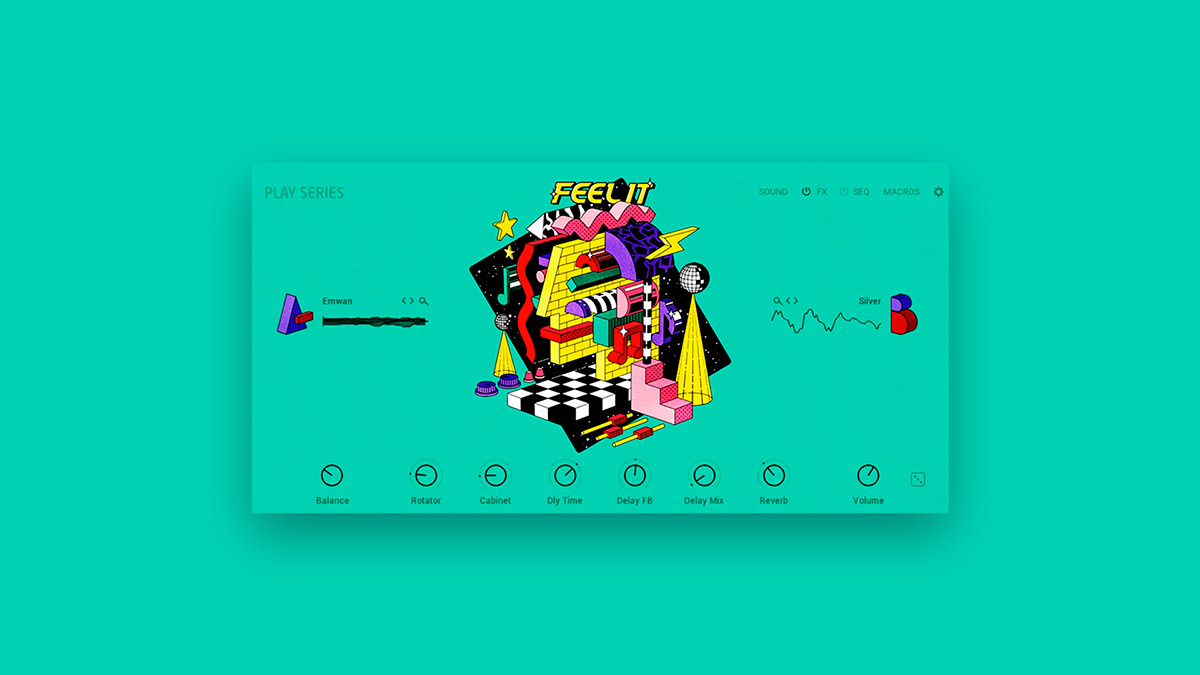 PLAY SERIES
FEEL IT
SOUND FX SEQ MACROS
A
Emwan
Silver
B
Balance Rotator Cabinet Dly Time Delay FB Delay Mix Reverb Volume